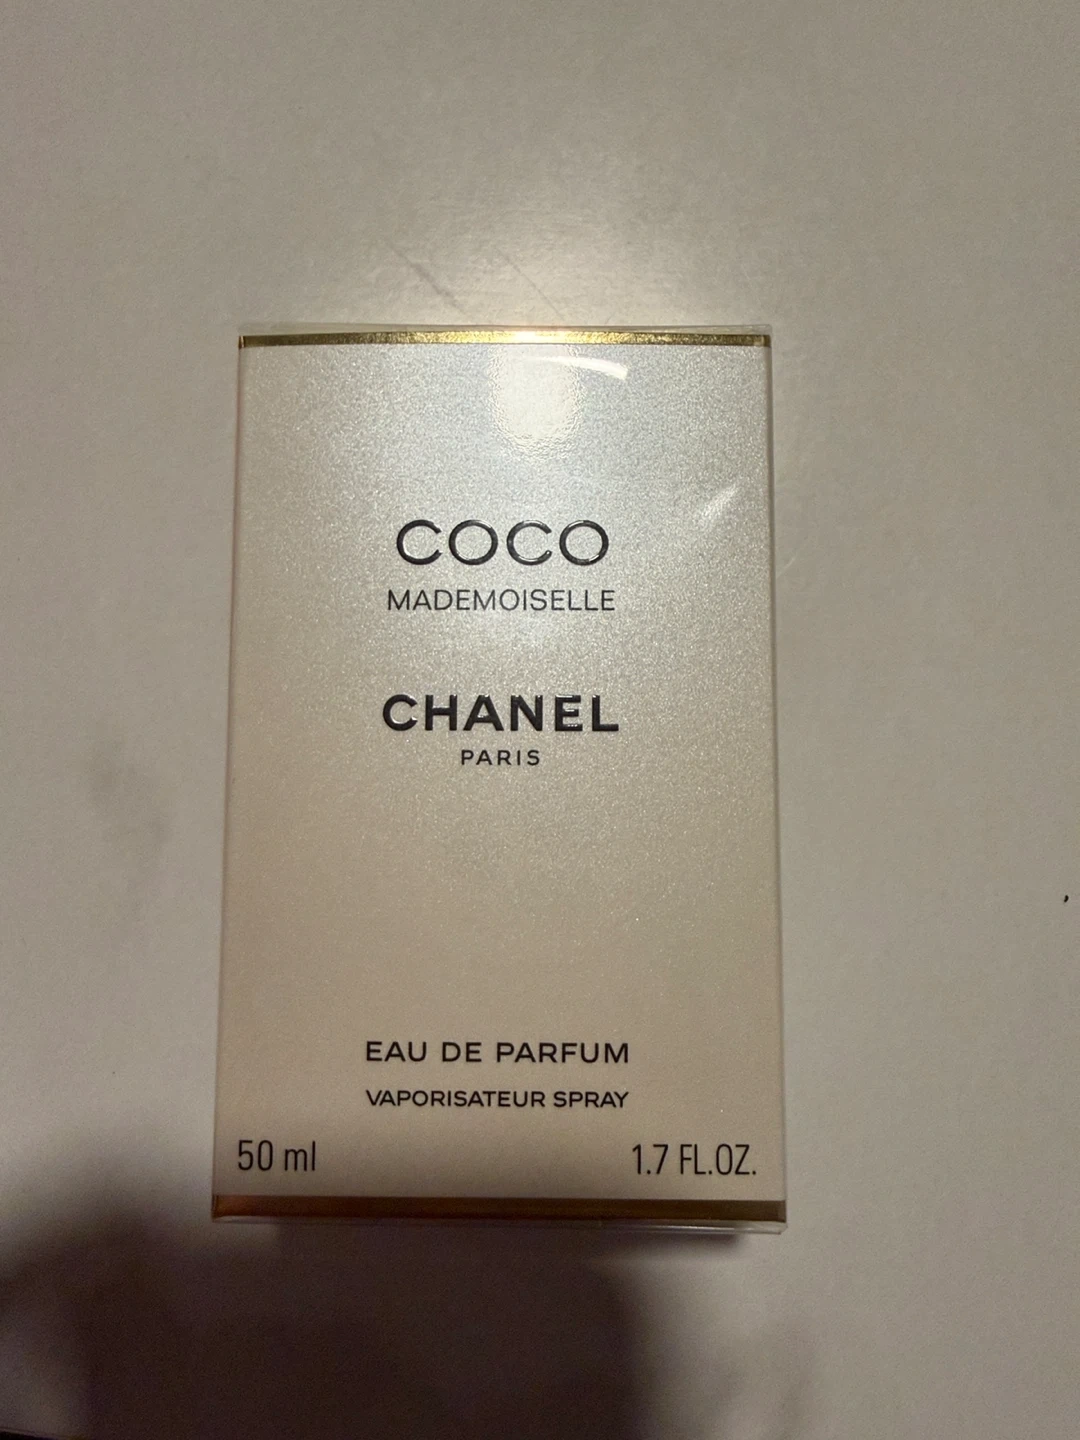 COCO
MADEMOISELLE
CHANEL
PARIS
EAU DE PARFUM
VAPORISATEUR SPRAY
50 ml 1.7 FL.OZ.